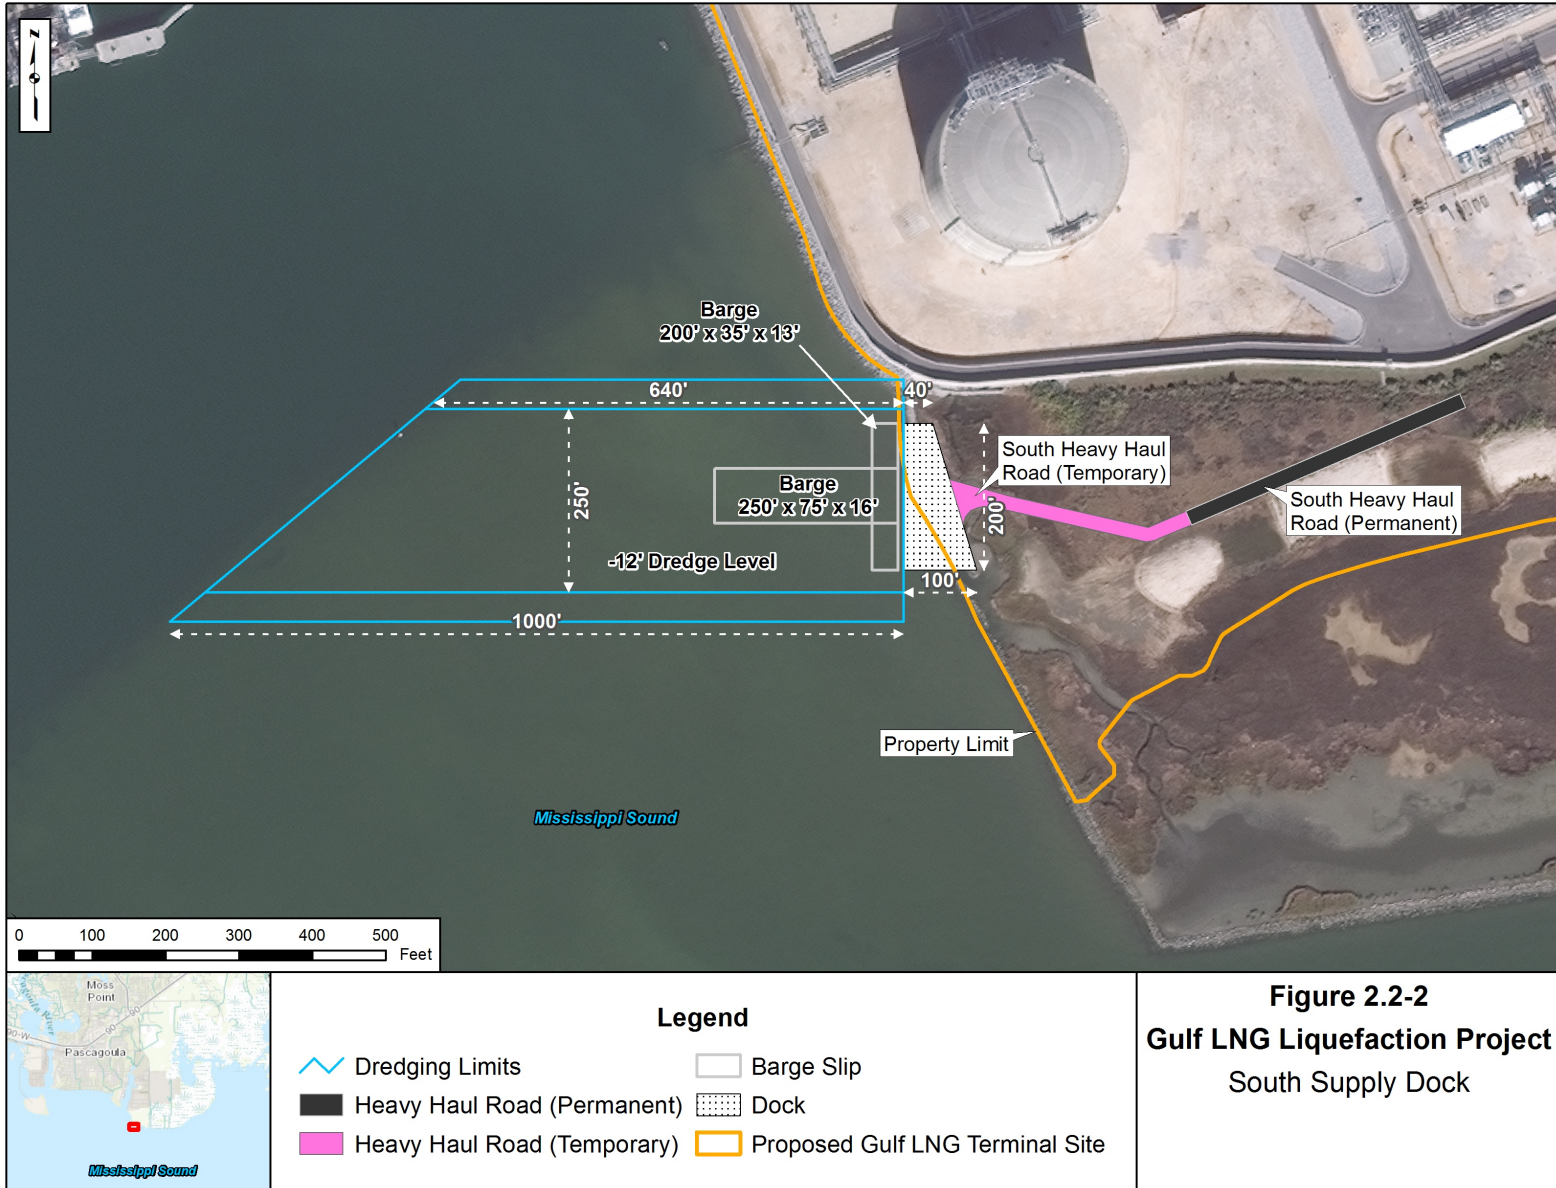 N
Barge
200' x 35' x 13'
640'
40'
South Heavy Haul
Road (Temporary)
Barge
250' x 75' x 16'
250'
200'
South Heavy Haul
Road (Permanent)
-12' Dredge Level
100'
1000'
Property Limit
Mississippi Sound
0 100 200 300 400 500
Feet
Moss
Point
90-W
90
90
Pascagoula
Mississippi Sound
Legend
Dredging Limits
Heavy Haul Road (Permanent)
Heavy Haul Road (Temporary)
Barge Slip
Dock
Proposed Gulf LNG Terminal Site
Figure 2.2-2
Gulf LNG Liquefaction Project
South Supply Dock